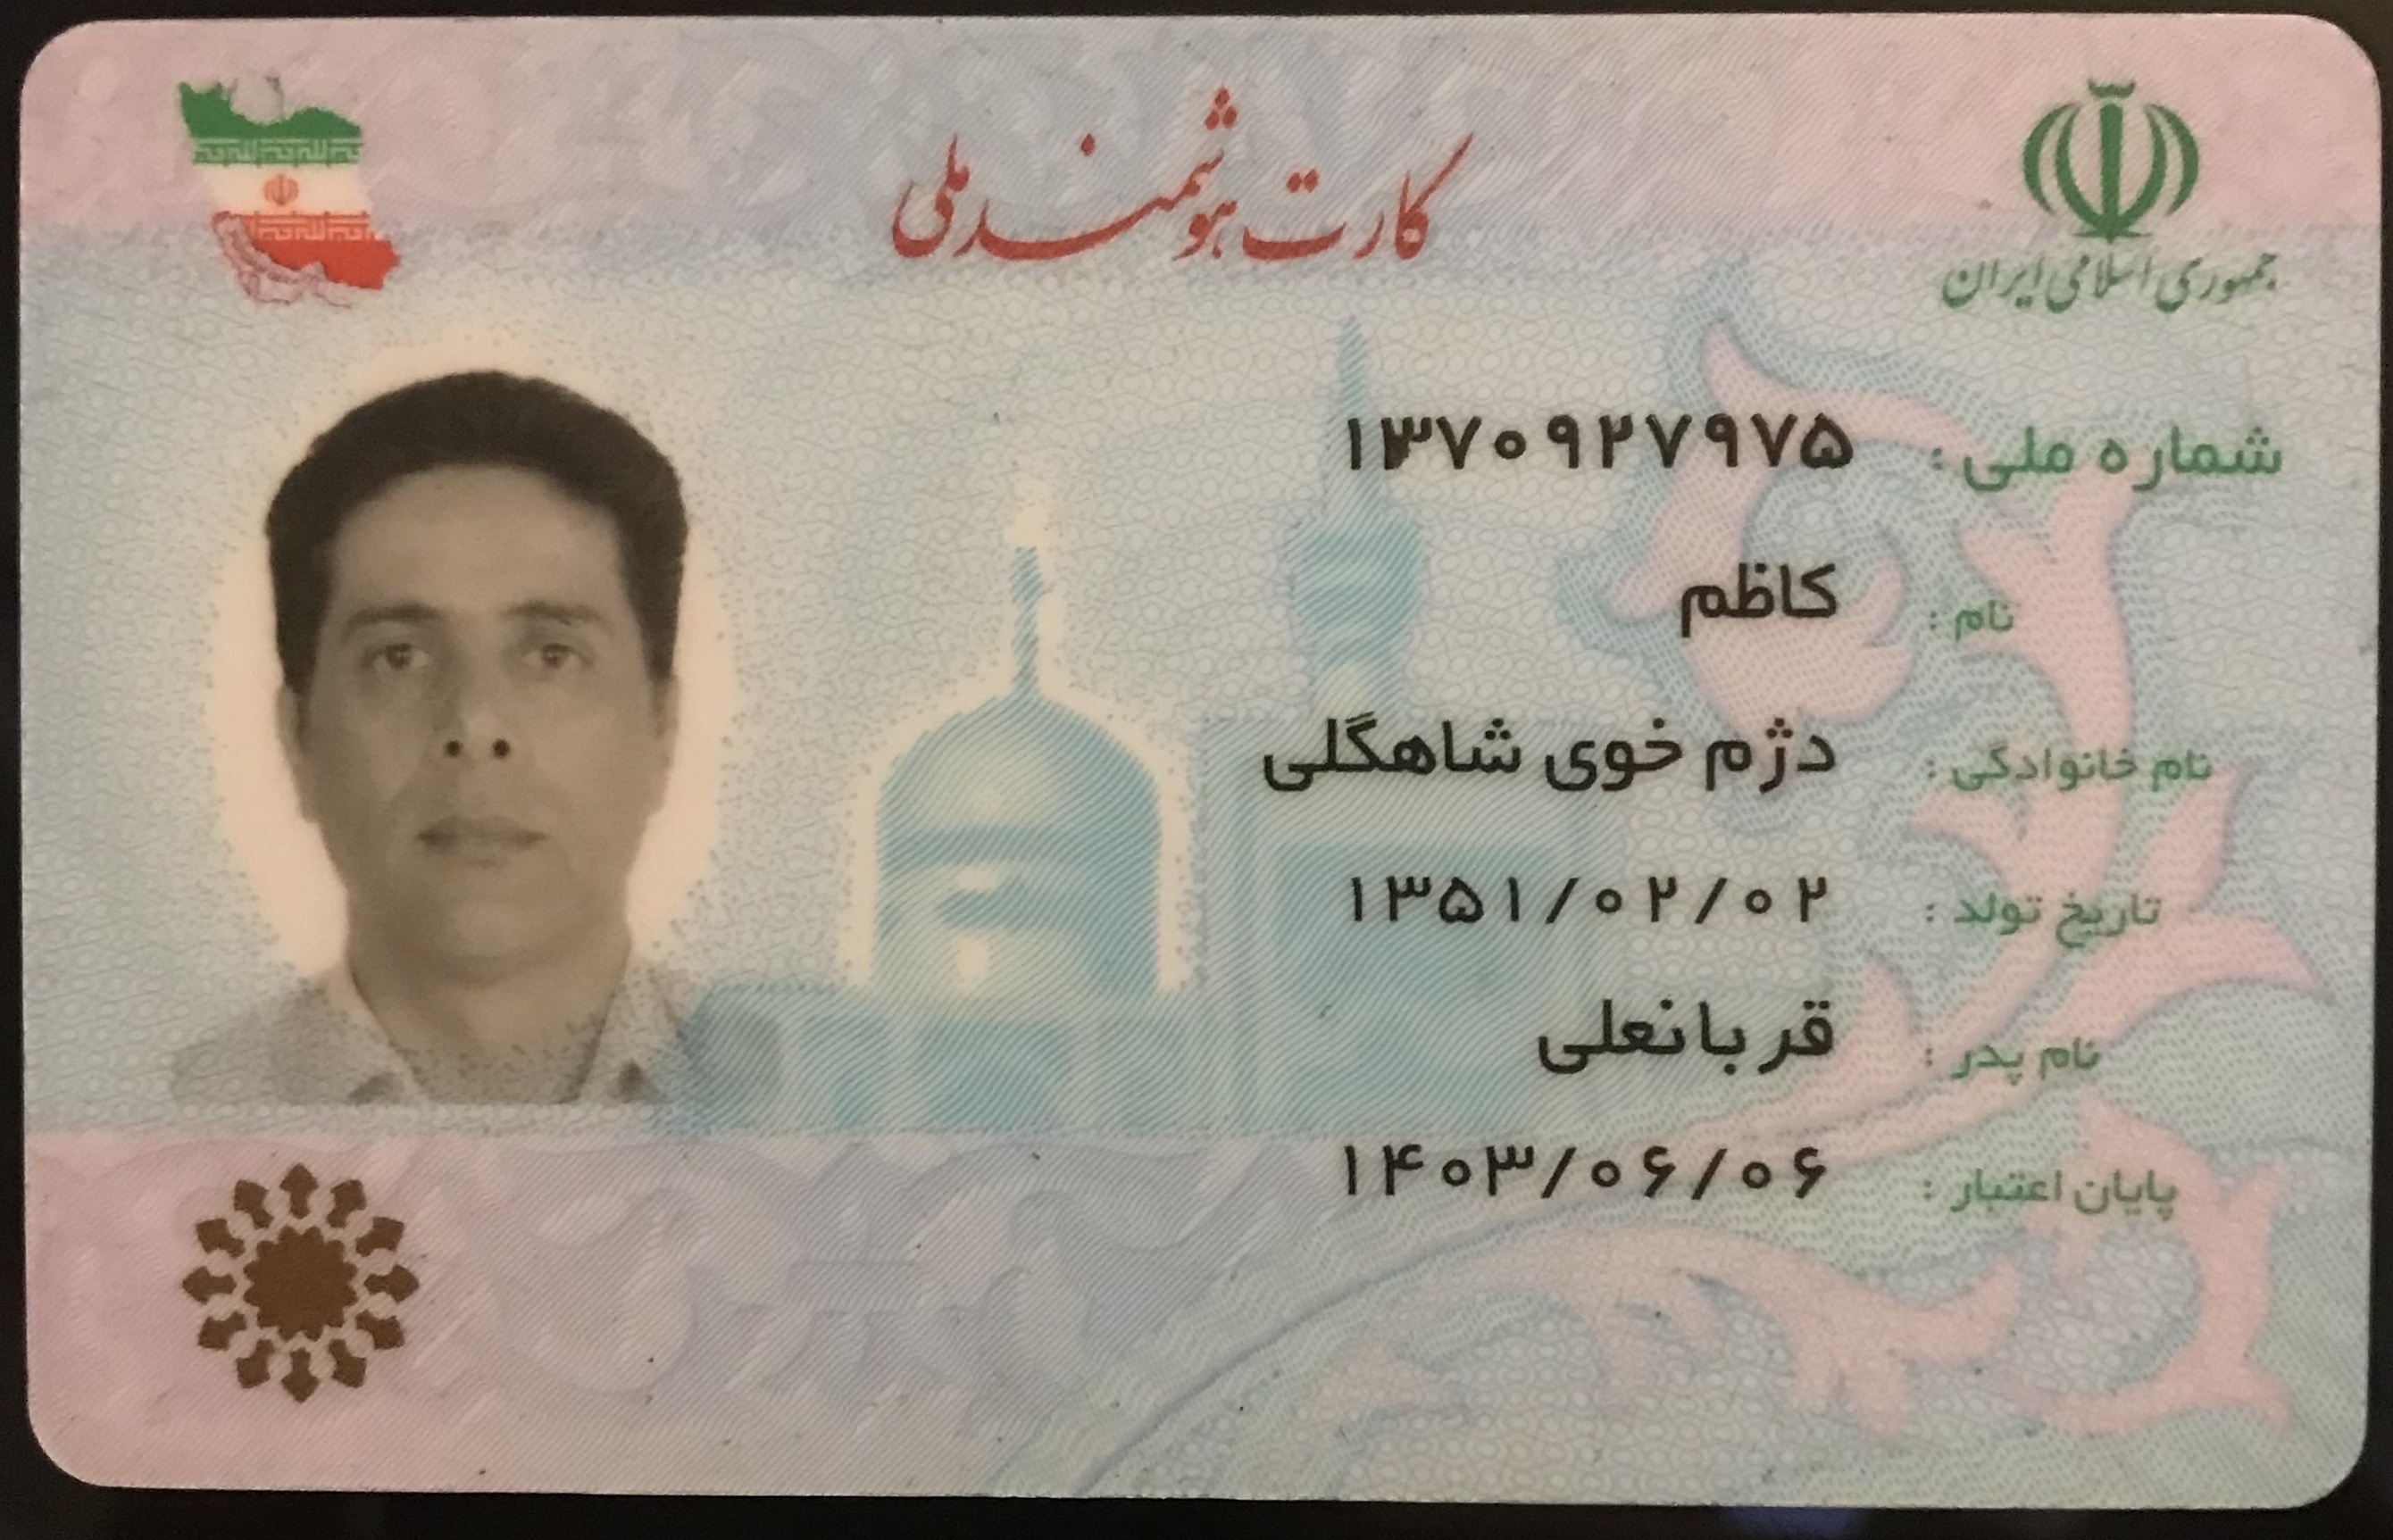 جمهوری اسلامی ایران
کارت هوشمند ملی
شماره ملی : ۱۳۷۰۹۲۷۹۷۵
نام : کاظم
نام خانوادگی : دژم خوی شاهگلی
تاریخ تولد : ۱۳۵۱/۰۲/۰۲
نام پدر : قربانعلی
پایان اعتبار : ۱۴۰۳/۰۶/۰۶